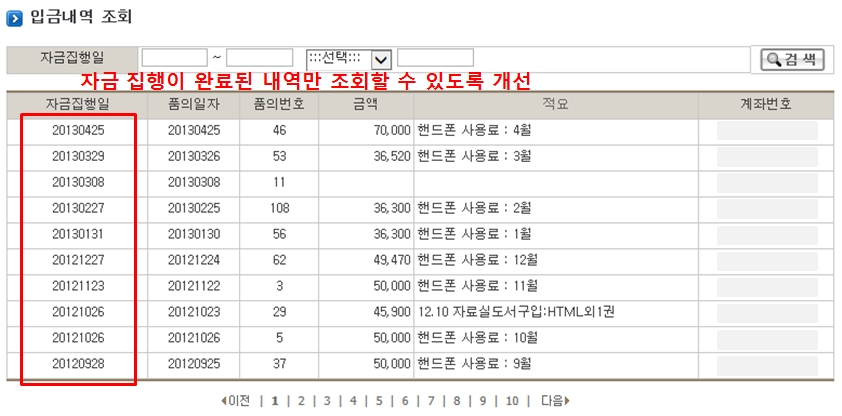 입금내역 조회
자금집행일 ~ :::선택::: 검색
자금 집행이 완료된 내역만 조회할 수 있도록 개선
자금집행일 품의일자 품의번호 금액 적요 계좌번호
20130425 20130425 46 70,000 핸드폰 사용료 : 4월
20130329 20130326 53 36,520 핸드폰 사용료 : 3월
20130308 20130308 11
20130227 20130225 108 36,300 핸드폰 사용료 : 2월
20130131 20130130 56 36,300 핸드폰 사용료 : 1월
20121227 20121224 62 49,470 핸드폰 사용료 : 12월
20121123 20121122 3 50,000 핸드폰 사용료 : 11월
20121026 20121023 29 45,900 12.10 자료실도서구입:HTML외1권
20121026 20121026 5 50,000 핸드폰 사용료 : 10월
20120928 20120925 37 50,000 핸드폰 사용료 : 9월
이전 | 1 | 2 | 3 | 4 | 5 | 6 | 7 | 8 | 9 | 10 | 다음